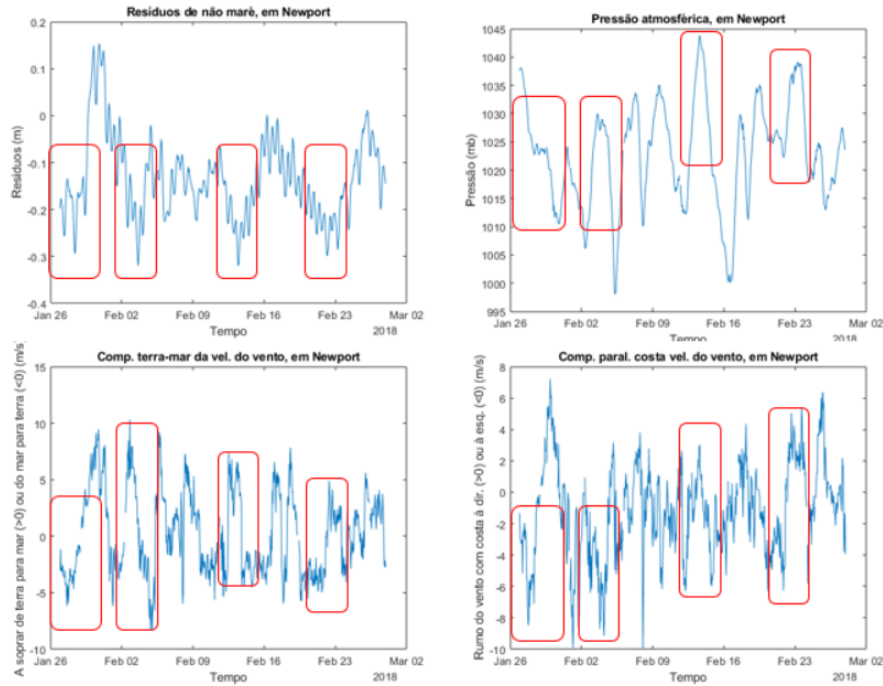 Resíduos de não maré, em Newport
Resíduos (m)
0.2
0.1
0
-0.1
-0.2
-0.3
-0.4
Jan 26 Feb 02 Feb 09 Feb 16 Feb 23 Mar 02
Tempo 2018
Pressão atmosférica, em Newport
Pressão (mb)
1045
1040
1035
1030
1025
1020
1015
1010
1005
1000
995
Jan 26 Feb 02 Feb 09 Feb 16 Feb 23 Mar 02
Tempo 2018
Comp. terra-mar da vel. do vento, em Newport
A soprar de terra para mar (>0) ou do mar para terra (<0) (m/s)
15
10
5
0
-5
-10
Jan 26 Feb 02 Feb 09 Feb 16 Feb 23 Mar 02
Tempo 2018
Comp. paral. costa vel. do vento, em Newport
Rumo do vento com costa à dir. (>0) ou à esq. (<0) (m/s)
8
6
4
2
0
-2
-4
-6
-8
-10
Jan 26 Feb 02 Feb 09 Feb 16 Feb 23 Mar 02
Tempo 2018